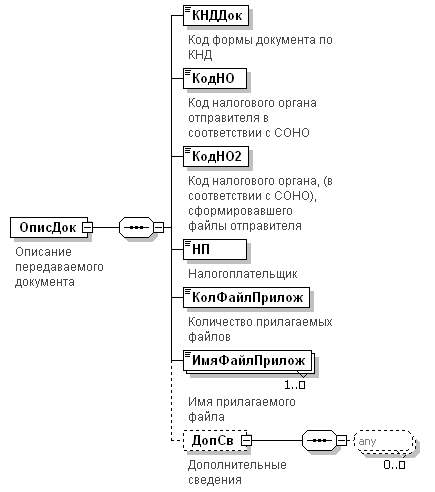 КНДДок
Код формы документа по
КНД
КодНО
Код налогового органа
отправителя в
соответствии с СОНО
КодНО2
Код налогового органа, (в
соответствии с СОНО),
сформировавшего
файлы отправителя
ОписДок
Описание
передаваемого
документа
НП
Налогоплательщик
КолФайлПрилож
Количество прилагаемых
файлов
ИмяФайлПрилож
1..∞
Имя прилагаемого
файла
ДопСв
Дополнительные
сведения
any
0..∞